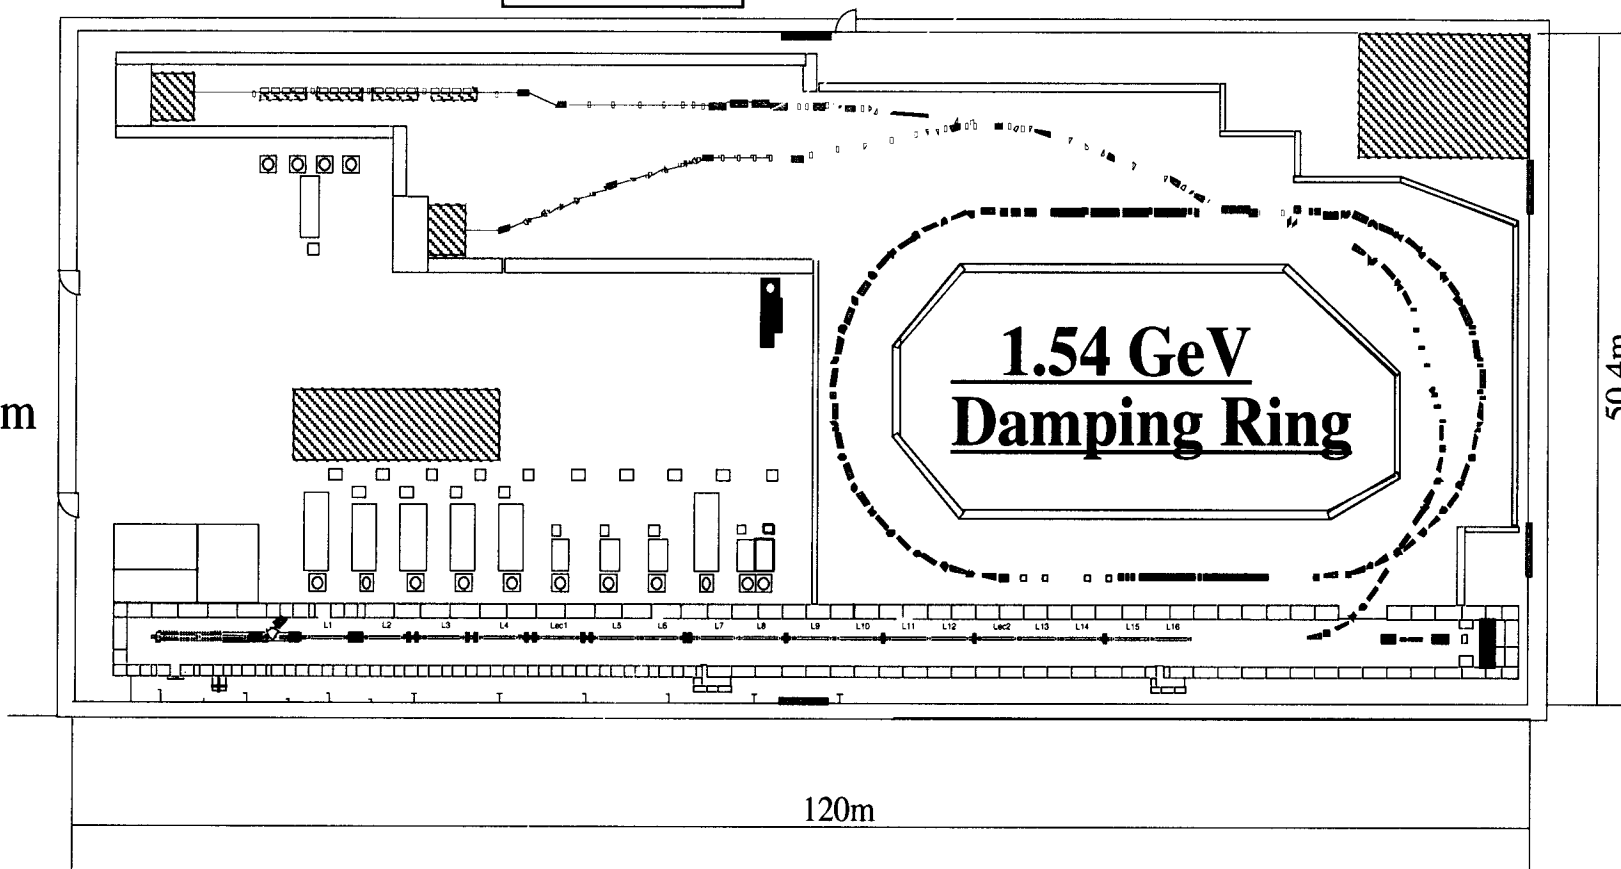 1.54 GeV
Damping Ring
m
50.4m
L1 L2 L3 L4 Lec1 L5 L6 L7 L8 L9 L10 L11 L12 Lec2 L13 L14 L15 L16
120m